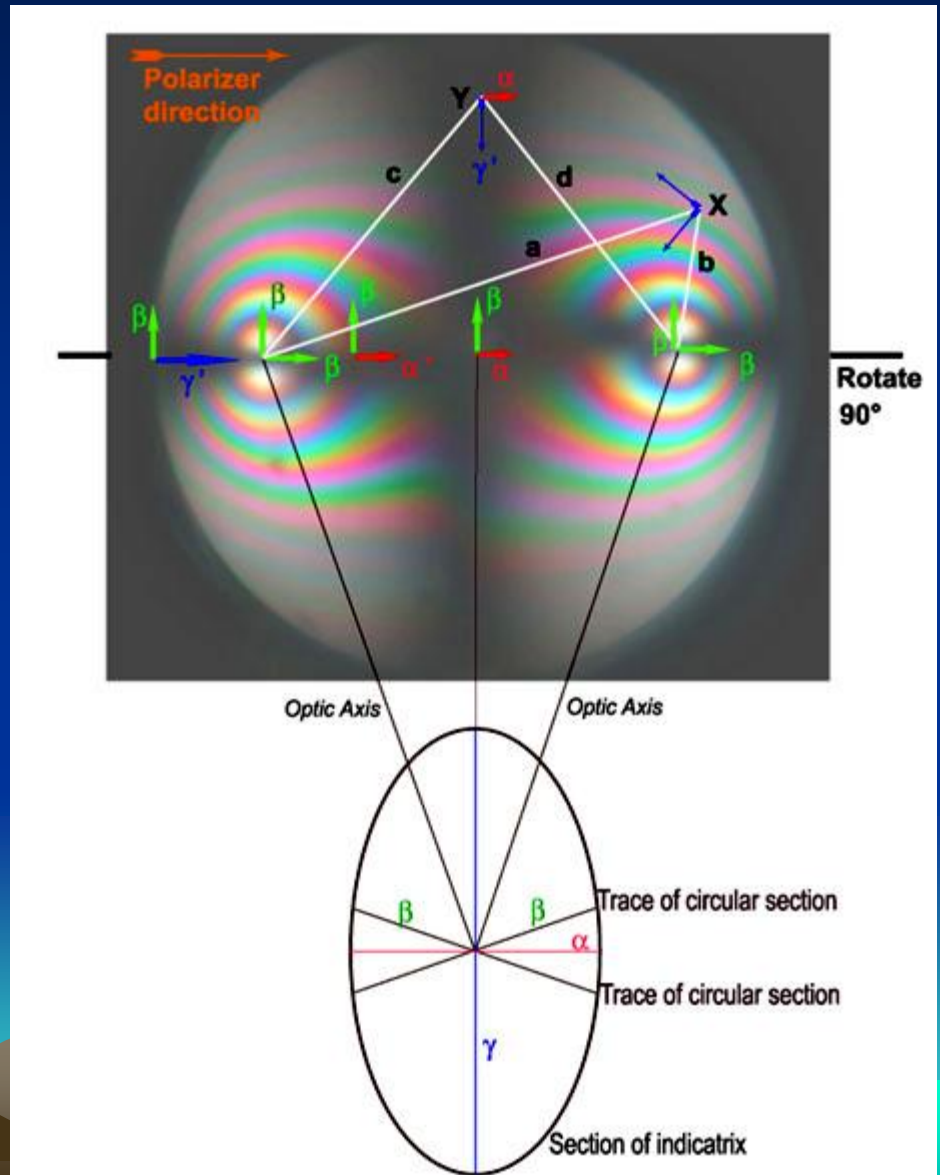 Polarizer
direction
Y
α
γ'
c
d
X
a
b
β
β
β
β
β
β
β
γ'
α'
α
Rotate
90°
Optic Axis
Optic Axis
Trace of circular section
β
β
α
Trace of circular section
γ
Section of indicatrix